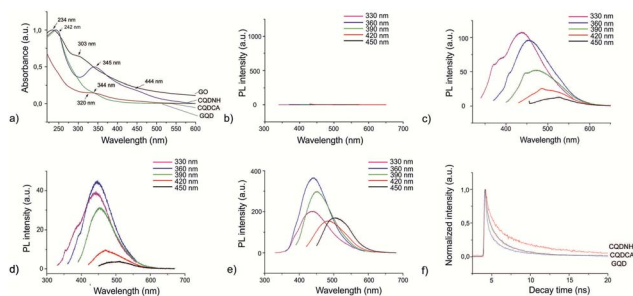 234 nm
242 nm
303 nm
345 nm
444 nm
344 nm
320 nm
GO
CQDNH
CQDCA
GQD
1,0
0,5
0,0
Absorbance (a.u.)
200 250 300 350 400 450 500 550 600
Wavelength (nm)
a)
330 nm
360 nm
390 nm
420 nm
450 nm
1000
750
500
250
0
PL intensity (a.u.)
300 400 500 600 700
Wavelength (nm)
b)
330 nm
360 nm
390 nm
420 nm
450 nm
100
50
0
PL intensity (a.u.)
400 500 600
Wavelength (nm)
c)
330 nm
360 nm
390 nm
420 nm
450 nm
40
20
0
PL intensity (a.u.)
300 400 500 600 700
Wavelength (nm)
d)
330 nm
360 nm
390 nm
420 nm
450 nm
400
200
0
PL intensity (a.u.)
300 400 500 600 700
Wavelength (nm)
e)
1,0
0,5
0,0
Normalized intensity (a.u.)
CQDNH
CQDCA
GQD
5 10 15 20
Decay time (ns)
f)